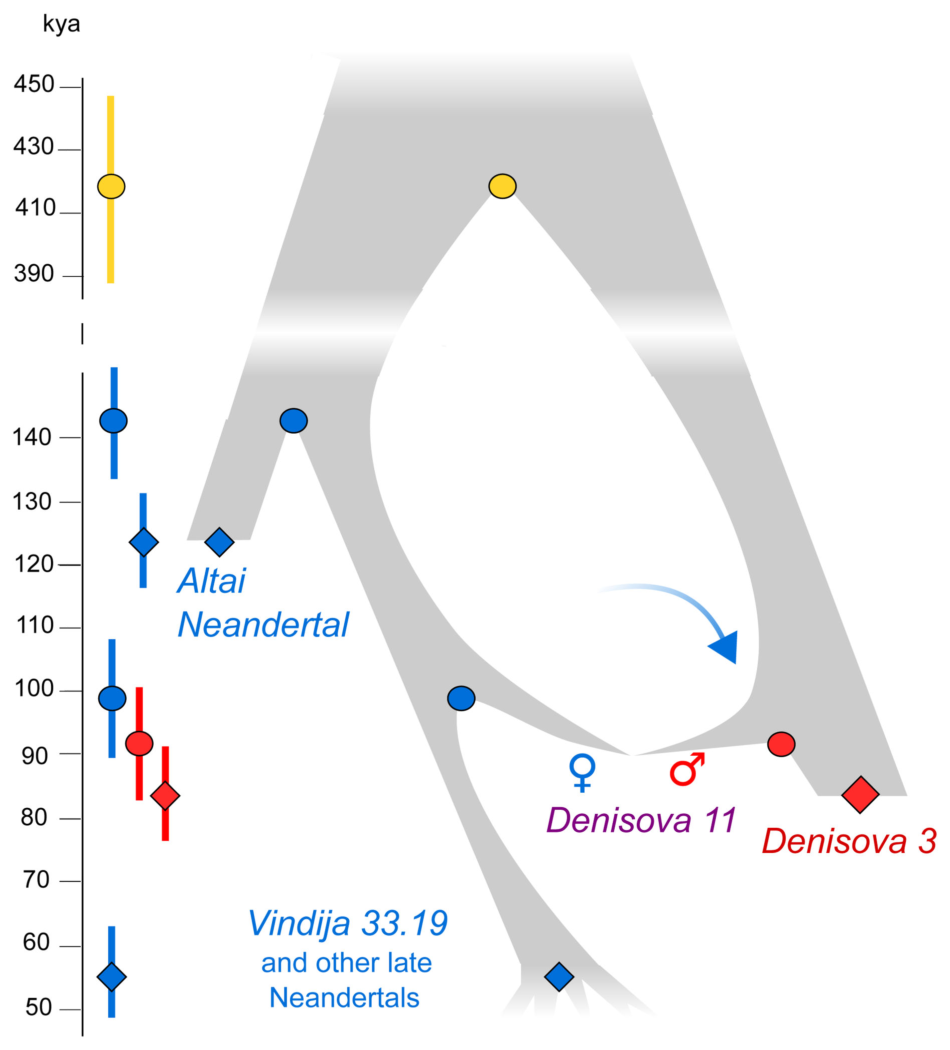 kya
450
430
410
390
140
130
120
110
100
90
80
70
60
50
Altai
Neandertal
♀
♂
Denisova 11
Denisova 3
Vindija 33.19
and other late
Neandertals